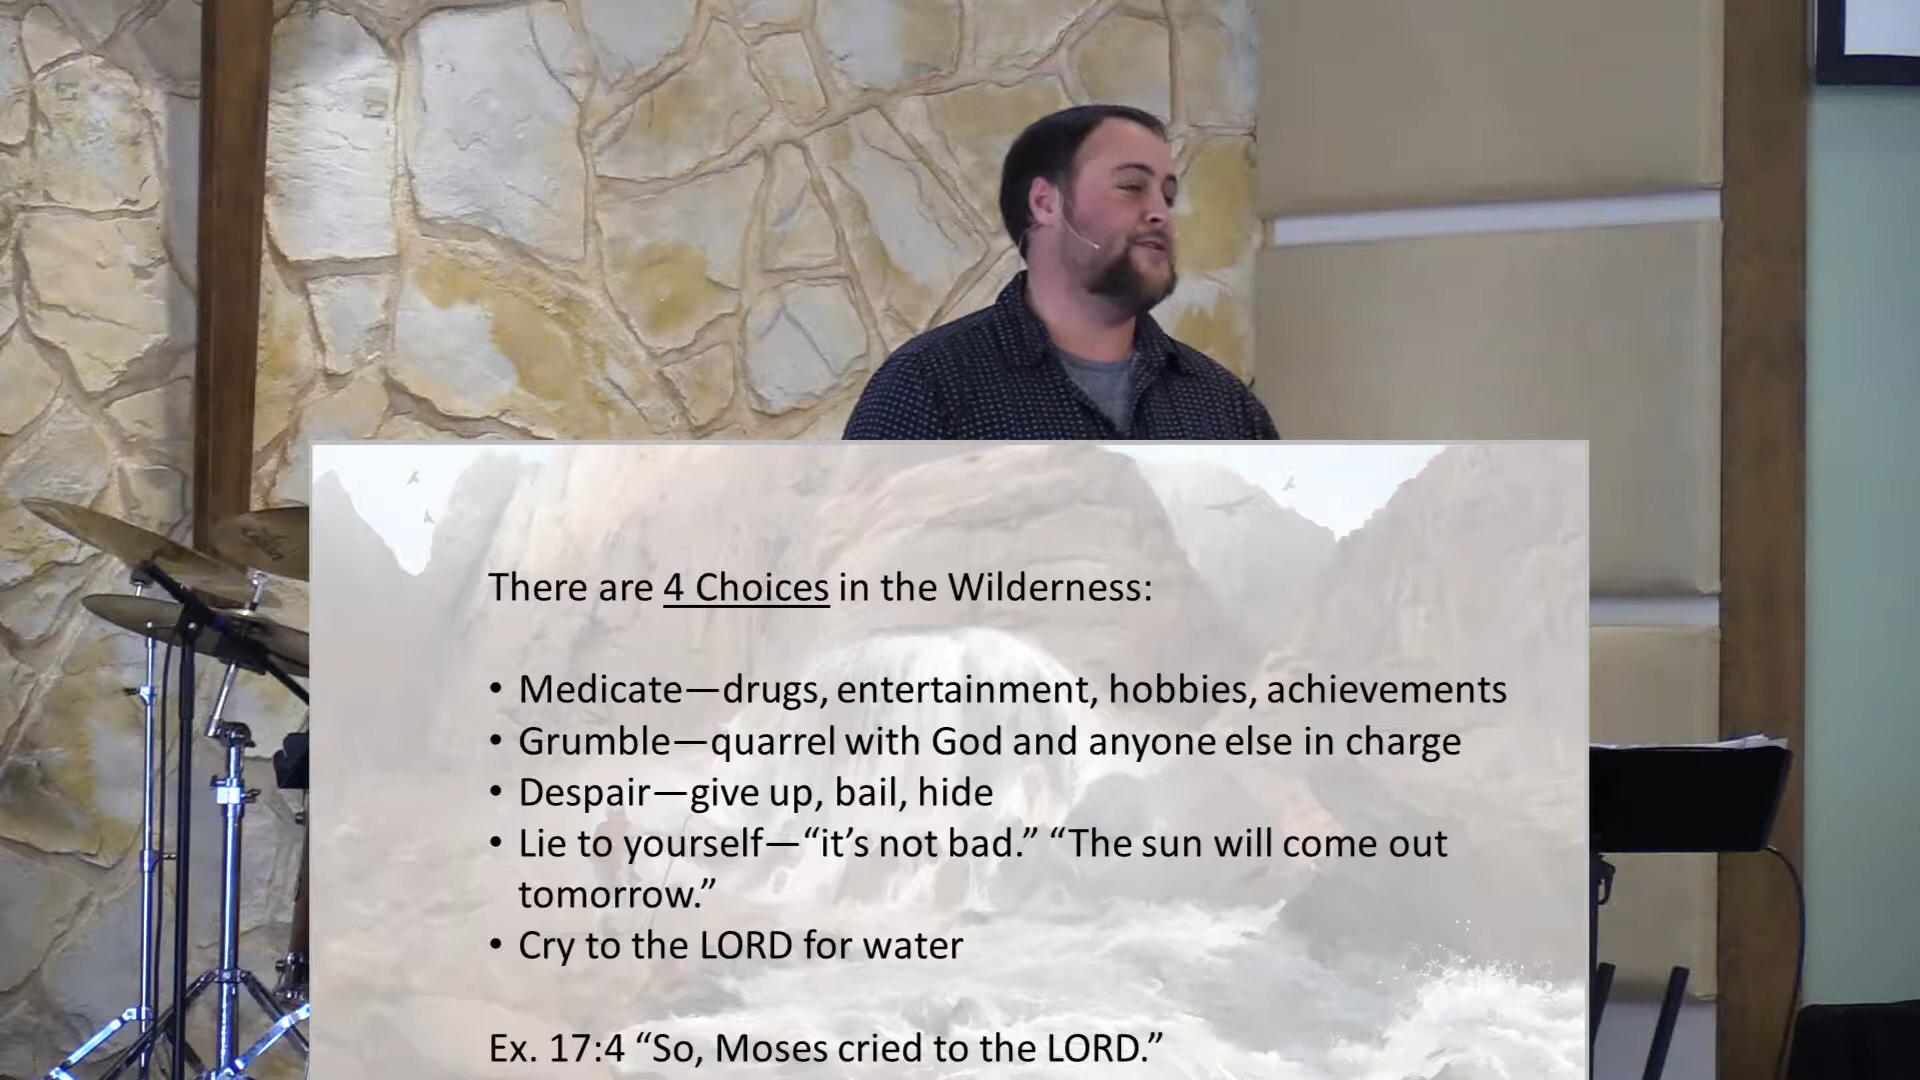 There are 4 Choices in the Wilderness:
• Medicate—drugs, entertainment, hobbies, achievements
• Grumble—quarrel with God and anyone else in charge
• Despair—give up, bail, hide
• Lie to yourself—“it’s not bad.” “The sun will come out
tomorrow.”
• Cry to the LORD for water
Ex. 17:4 “So, Moses cried to the LORD.”